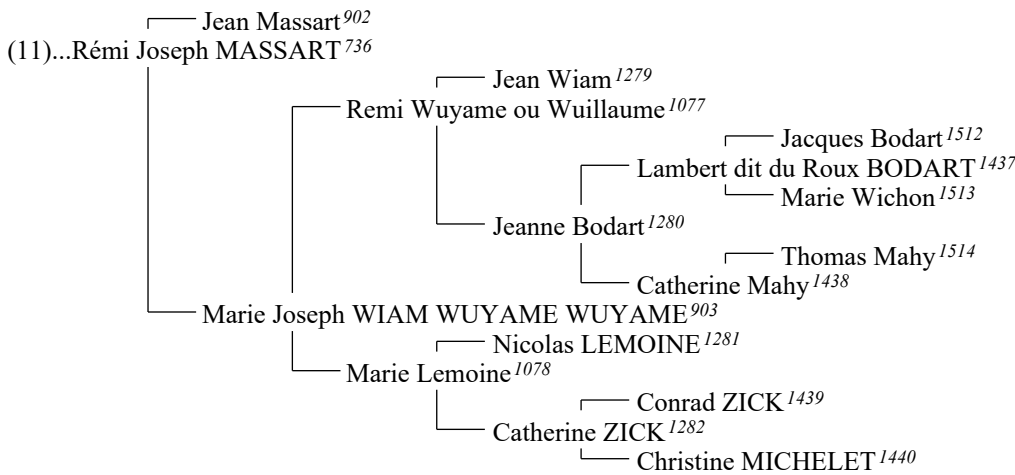 Jean Massart902
(11)...Rémi Joseph MASSART736
Jean Wiam1279
Remi Wuyame ou Wuillaume1077
Jacques Bodart1512
Lambert dit du Roux BODART1437
Marie Wichon1513
Jeanne Bodart1280
Thomas Mahy1514
Catherine Mahy1438
Marie Joseph WIAM WUYAME WUYAME903
Nicolas LEMOINE1281
Marie Lemoine1078
Conrad ZICK1439
Catherine ZICK1282
Christine MICHELET1440